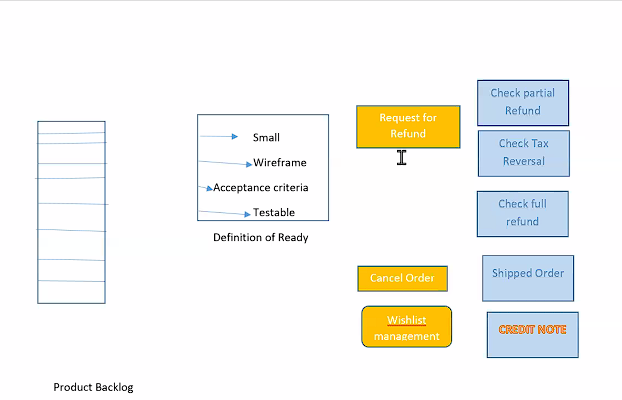 Small
Wireframe
Acceptance criteria
Testable
Definition of Ready
Product Backlog
Request for
Refund
Cancel Order
Wishlist
management
Check partial
Refund
Check Tax
Reversal
Check full
refund
Shipped Order
CREDIT NOTE